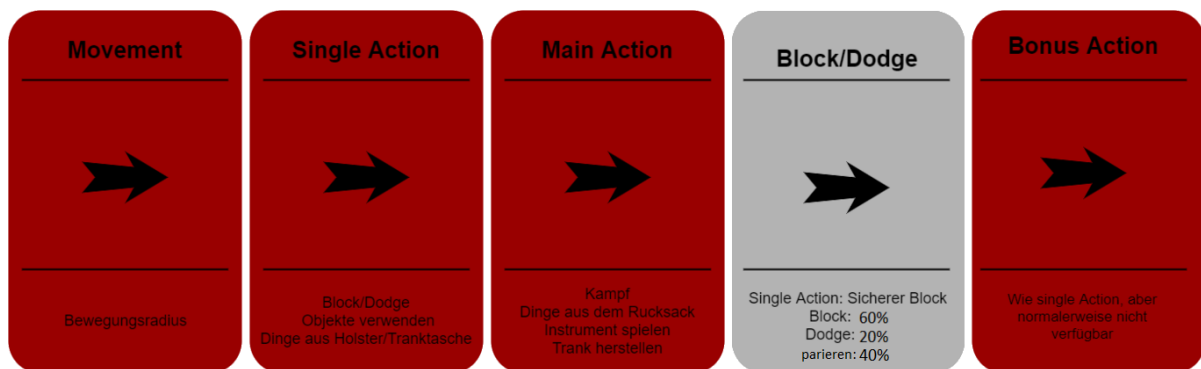 Movement
Bewegungsradius
Single Action
Block/Dodge
Objekte verwenden
Dinge aus Holster/Tranktasche
Main Action
Kampf
Dinge aus dem Rucksack
Instrument spielen
Trank herstellen
Block/Dodge
Single Action: Sicherer Block
Block: 60%
Dodge: 20%
parieren: 40%
Bonus Action
Wie single Action, aber
normalerweise nicht
verfügbar